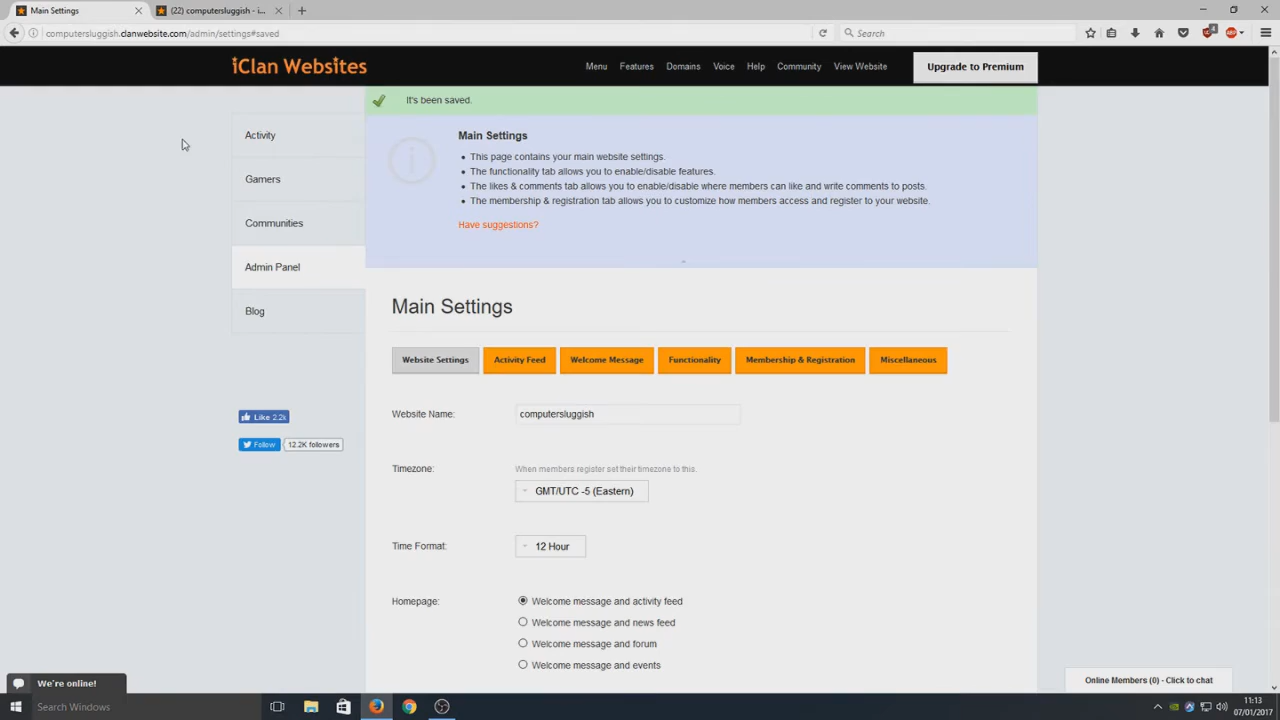 Main Settings
(22) computersluggish - i...
computersluggish.clanwebsite.com/admin/settings#saved
Search
4
ABP
iClan Websites
Menu
Features
Domains
Voice
Help
Community
View Website
Upgrade to Premium
It's been saved.
Activity
Gamers
Communities
Admin Panel
Blog
Main Settings
This page contains your main website settings.
The functionality tab allows you to enable/disable features.
The likes & comments tab allows you to enable/disable where members can like and write comments to posts.
The membership & registration tab allows you to customize how members access and register to your website.
Have suggestions?
Main Settings
Website Settings
Activity Feed
Welcome Message
Functionality
Membership & Registration
Miscellaneous
Website Name:
computersluggish
Like 2.2k
Follow
12.2K followers
Timezone:
When members register set their timezone to this.
GMT/UTC -5 (Eastern)
Time Format:
12 Hour
Homepage:
Welcome message and activity feed
Welcome message and news feed
Welcome message and forum
Welcome message and events
We're online!
Online Members (0) - Click to chat
Search Windows
11:13
07/01/2017